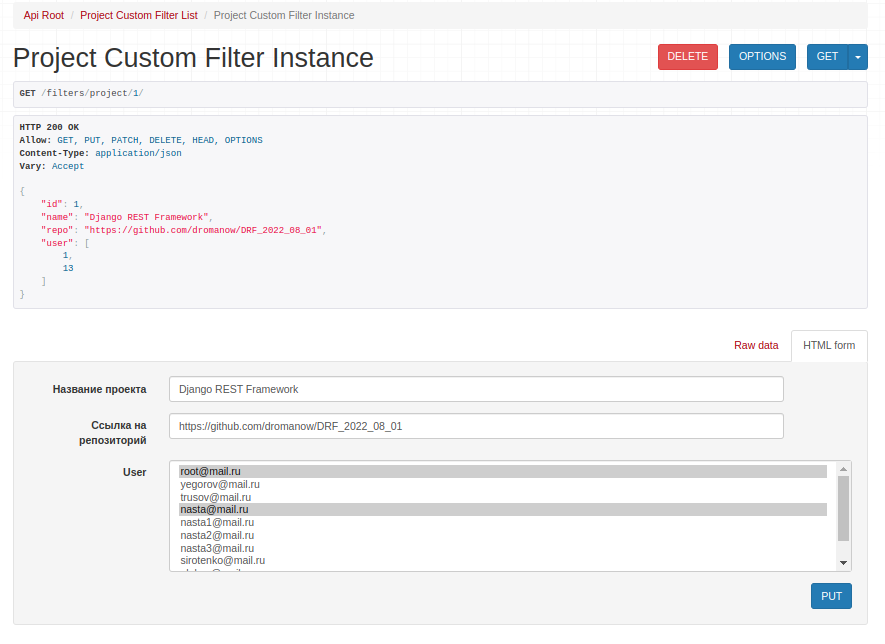 Api Root / Project Custom Filter List / Project Custom Filter Instance
Project Custom Filter Instance
DELETE
OPTIONS
GET
GET /filters/project/1/
HTTP 200 OK
Allow: GET, PUT, PATCH, DELETE, HEAD, OPTIONS
Content-Type: application/json
Vary: Accept
{
"id": 1,
"name": "Django REST Framework",
"repo": "https://github.com/dromanow/DRF_2022_08_01",
"user": [
1,
13
]
}
Raw data
HTML form
Название проекта
Django REST Framework
Ссылка на
репозиторий
https://github.com/dromanow/DRF_2022_08_01
User
root@mail.ru
yegorov@mail.ru
trusov@mail.ru
nasta@mail.ru
nasta1@mail.ru
nasta2@mail.ru
nasta3@mail.ru
sirotenko@mail.ru
PUT